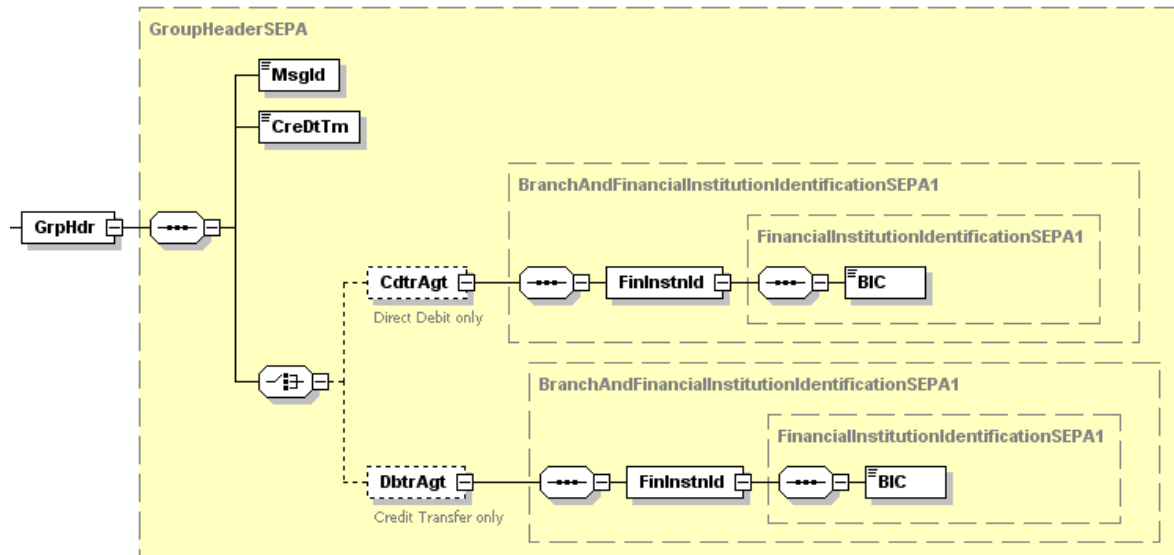 GroupHeaderSEPA
MsgId
CreDtTm
BranchAndFinancialInstitutionIdentificationSEPA1
FinancialInstitutionIdentificationSEPA1
GrpHdr
CdtrAgt
FinInstnId
BIC
Direct Debit only
BranchAndFinancialInstitutionIdentificationSEPA1
FinancialInstitutionIdentificationSEPA1
DbtrAgt
FinInstnId
BIC
Credit Transfer only